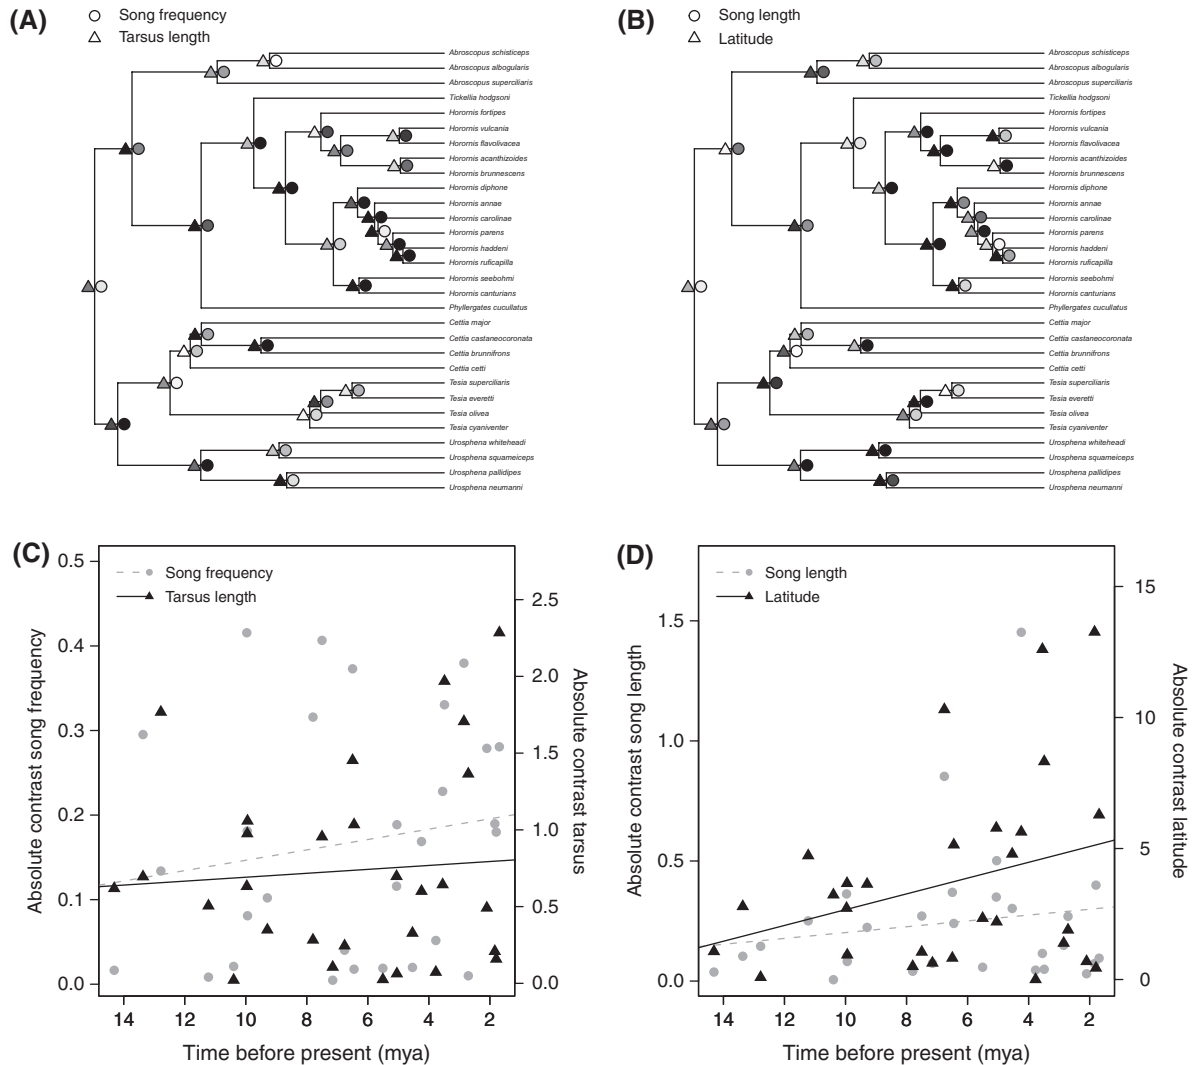 (A)
Song frequency
Tarsus length
Abroscopus schisticeps
Abroscopus albogularis
Abroscopus superciliaris
Tickellia hodgsoni
Horornis fortipes
Horornis vulcania
Horornis flavolivacea
Horornis acanthizoides
Horornis brunnescens
Horornis diphone
Horornis annae
Horornis carolinae
Horornis parens
Horornis haddeni
Horornis ruficapilla
Horornis seebohmi
Horornis canturians
Phyllergates cucullatus
Cettia major
Cettia castaneocoronata
Cettia brunnifrons
Cettia cetti
Tesia superciliaris
Tesia everetti
Tesia olivea
Tesia cyaniventer
Urosphena whiteheadi
Urosphena squameiceps
Urosphena pallidipes
Urosphena neumanni
(B)
Song length
Latitude
Abroscopus schisticeps
Abroscopus albogularis
Abroscopus superciliaris
Tickellia hodgsoni
Horornis fortipes
Horornis vulcania
Horornis flavolivacea
Horornis acanthizoides
Horornis brunnescens
Horornis diphone
Horornis annae
Horornis carolinae
Horornis parens
Horornis haddeni
Horornis ruficapilla
Horornis seebohmi
Horornis canturians
Phyllergates cucullatus
Cettia major
Cettia castaneocoronata
Cettia brunnifrons
Cettia cetti
Tesia superciliaris
Tesia everetti
Tesia olivea
Tesia cyaniventer
Urosphena whiteheadi
Urosphena squameiceps
Urosphena pallidipes
Urosphena neumanni
(C)
Song frequency
Tarsus length
Absolute contrast song frequency
0.5
0.4
0.3
0.2
0.1
0.0
2.5
2.0
1.5
1.0
0.5
0.0
Absolute contrast tarsus
14 12 10 8 6 4 2
Time before present (mya)
(D)
Song length
Latitude
Absolute contrast song length
1.5
1.0
0.5
0.0
15
10
5
0
Absolute contrast latitude
14 12 10 8 6 4 2
Time before present (mya)